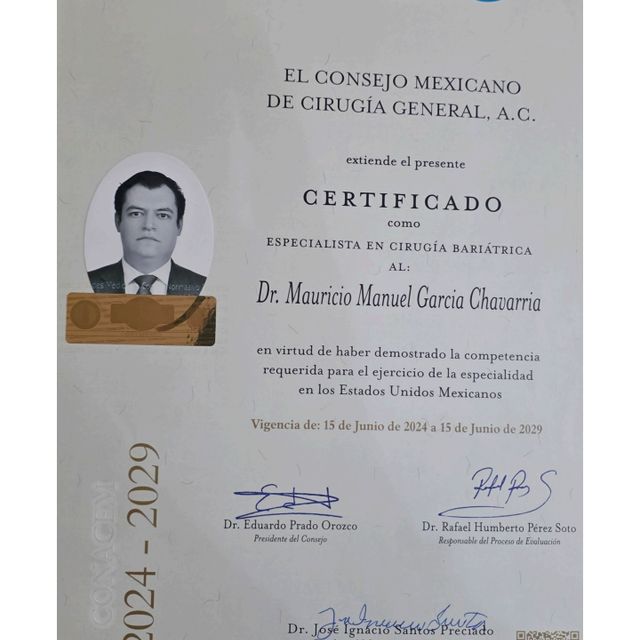 EL CONSEJO MEXICANO
DE CIRUGÍA GENERAL, A.C.
extiende el presente
CERTIFICADO
como
ESPECIALISTA EN CIRUGÍA BARIÁTRICA
AL:
Dr. Mauricio Manuel Garcia Chavarria
en virtud de haber demostrado la competencia
requerida para el ejercicio de la especialidad
en los Estados Unidos Mexicanos
Vigencia de: 15 de Junio de 2024 a 15 de Junio de 2029
CONACEM
2024 - 2029
Dr. Eduardo Prado Orozco
Presidente del Consejo
Dr. Rafael Humberto Pérez Soto
Responsable del Proceso de Evaluación
Dr. José Ignacio Santos Preciado